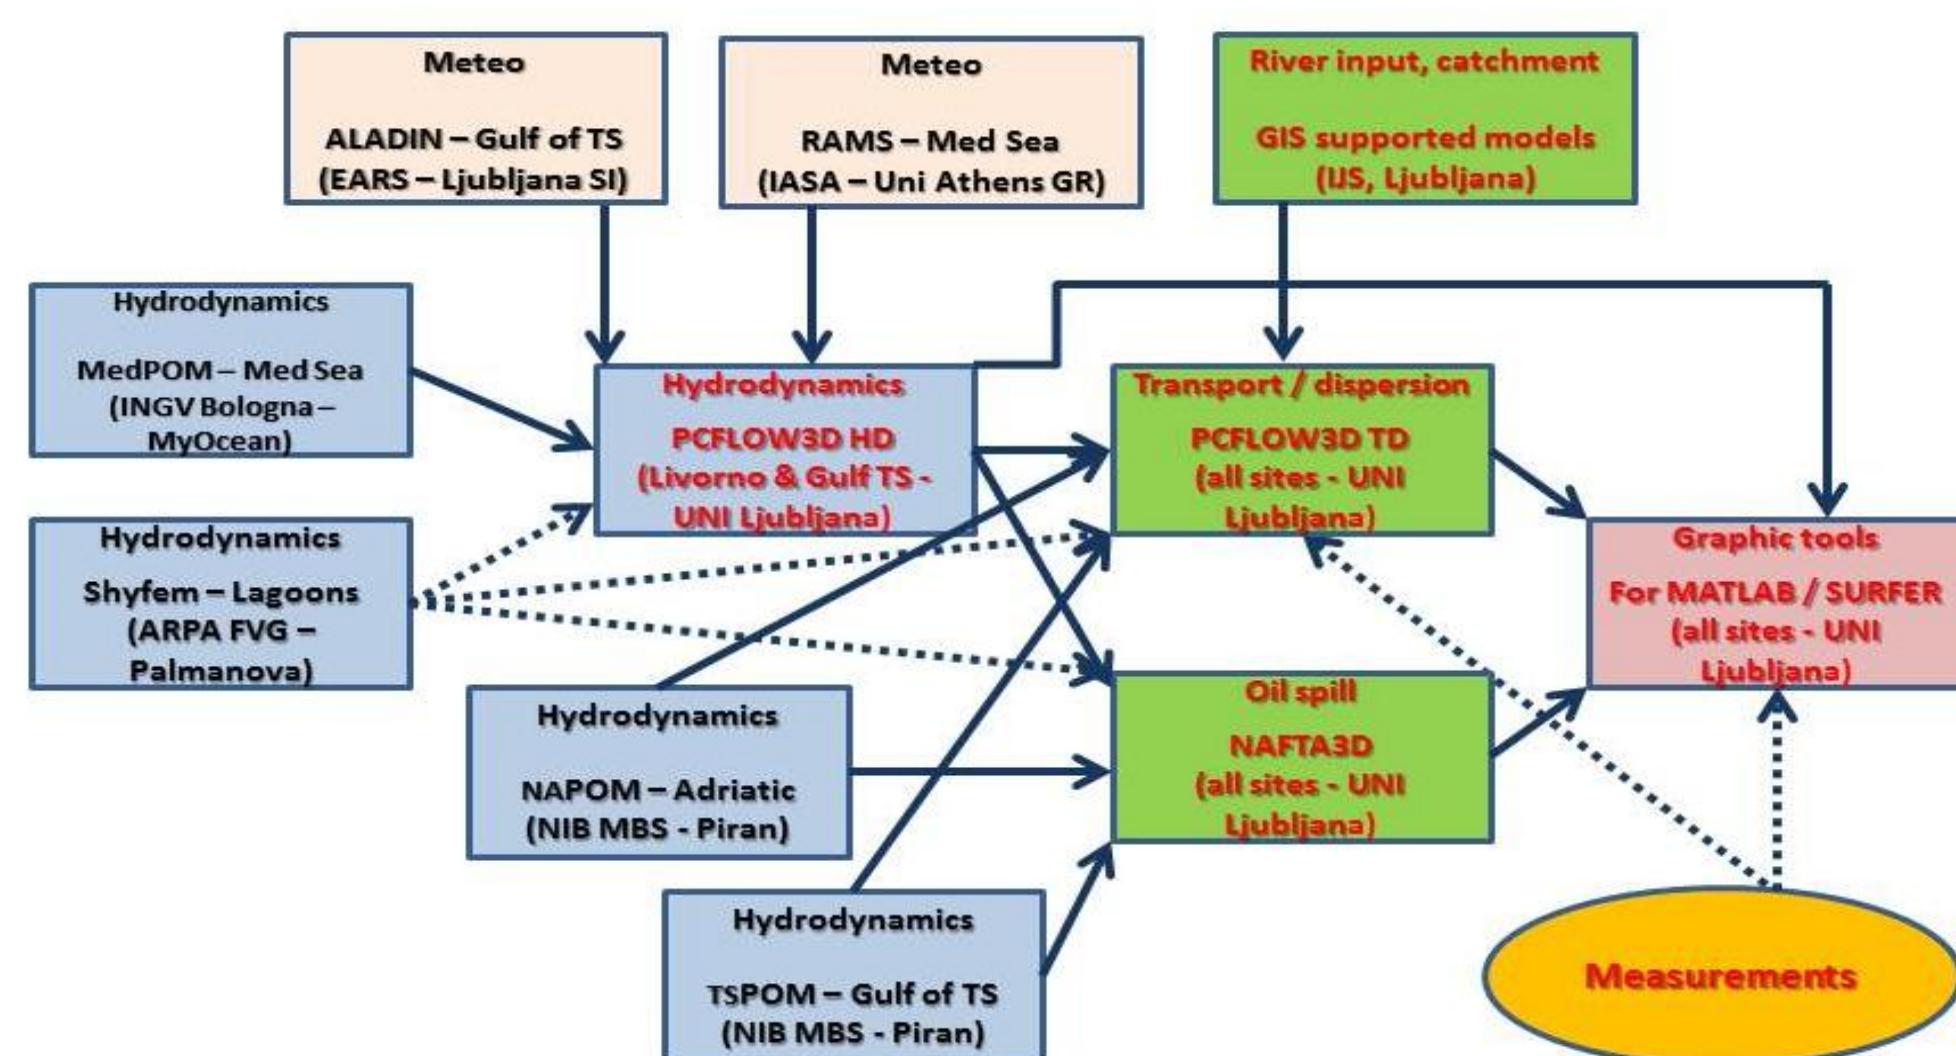 Meteo
ALADIN – Gulf of TS
(EARS – Ljubljana SI)
Meteo
RAMS – Med Sea
(IASA – Uni Athens GR)
River input, catchment
GIS supported models
(IJS, Ljubljana)
Hydrodynamics
MedPOM – Med Sea
(INGV Bologna –
MyOcean)
Hydrodynamics
PCFLOW3D HD
(Livorno & Gulf TS -
UNI Ljubljana)
Transport / dispersion
PCFLOW3D TD
(all sites - UNI
Ljubljana)
Hydrodynamics
Shyfem – Lagoons
(ARPA FVG –
Palmanova)
Graphic tools
For MATLAB / SURFER
(all sites - UNI
Ljubljana)
Hydrodynamics
NAPOM – Adriatic
(NIB MBS - Piran)
Oil spill
NAFTA3D
(all sites - UNI
Ljubljana)
Hydrodynamics
TSPOM – Gulf of TS
(NIB MBS - Piran)
Measurements